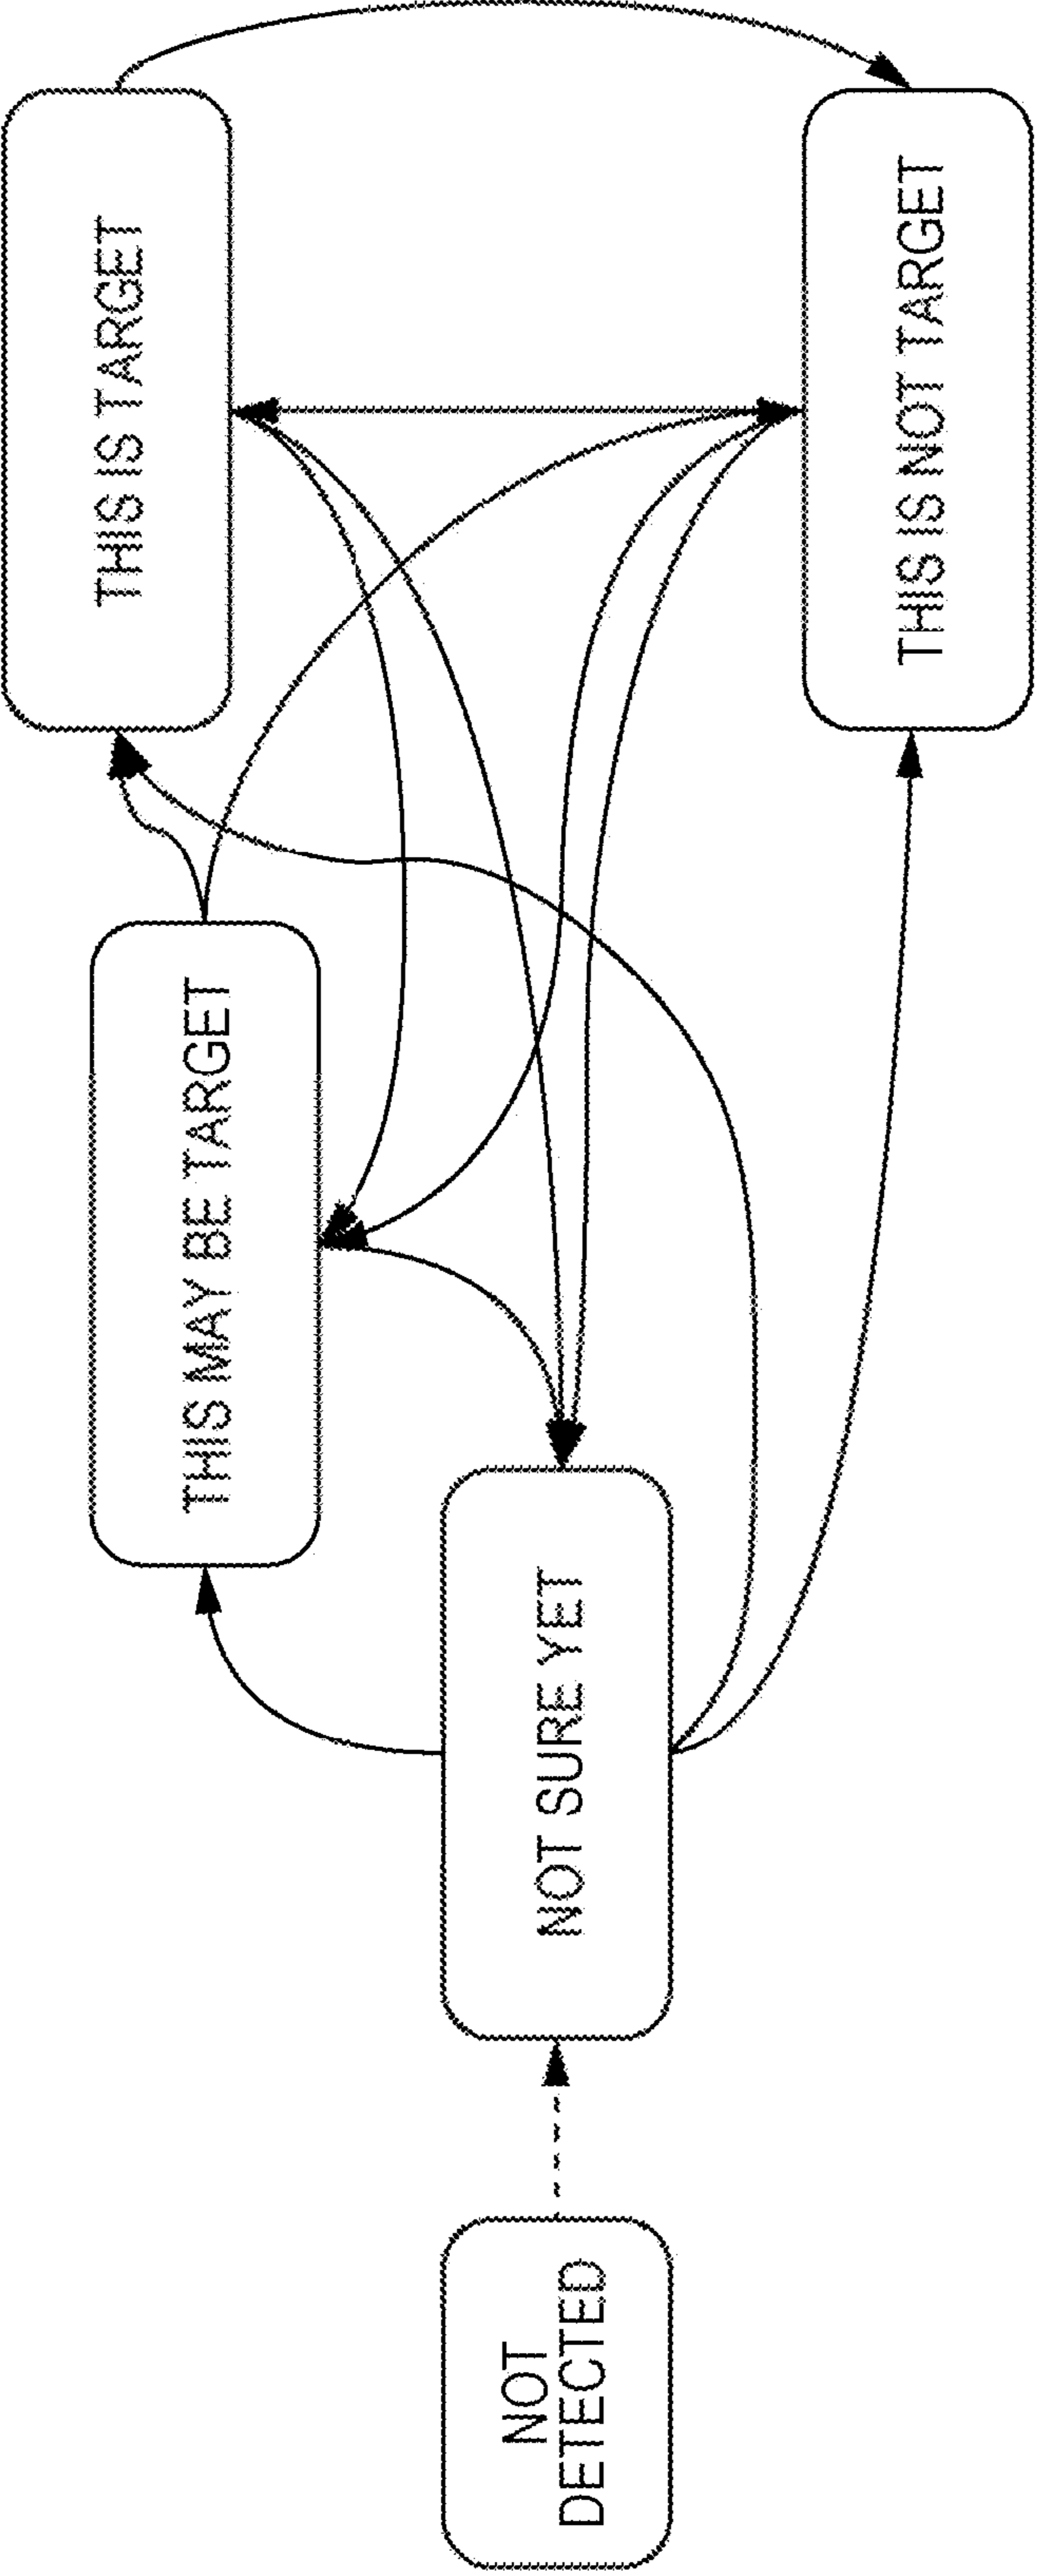 NOT
DETECTED
NOT SURE YET
THIS MAY BE TARGET
THIS IS TARGET
THIS IS NOT TARGET